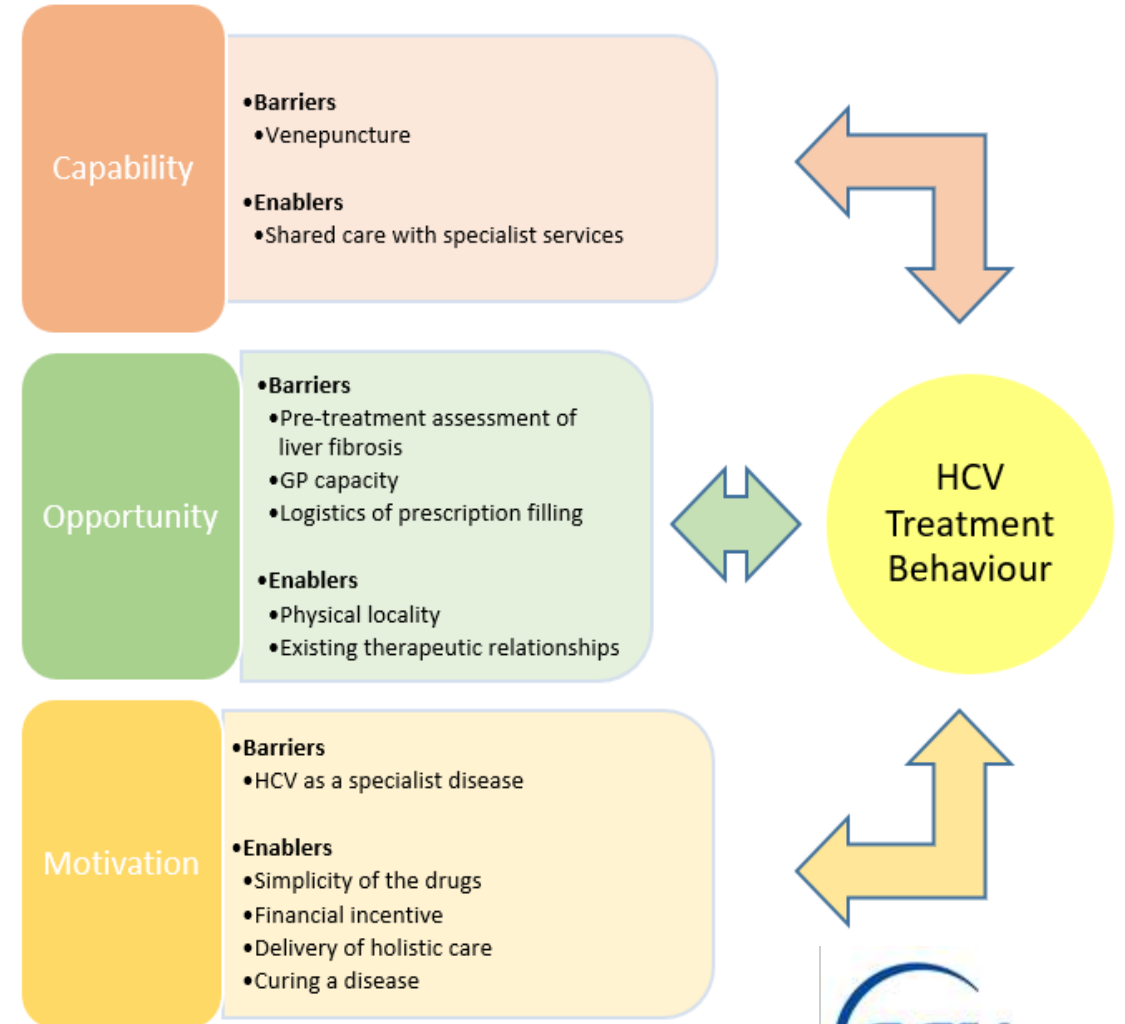 Capability
•Barriers
•Venepuncture
•Enablers
•Shared care with specialist services
Opportunity
•Barriers
•Pre-treatment assessment of
liver fibrosis
•GP capacity
•Logistics of prescription filling
•Enablers
•Physical locality
•Existing therapeutic relationships
HCV
Treatment
Behaviour
Motivation
•Barriers
•HCV as a specialist disease
•Enablers
•Simplicity of the drugs
•Financial incentive
•Delivery of holistic care
•Curing a disease